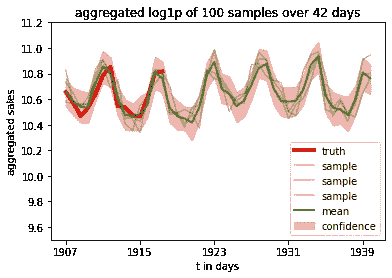 aggregated log1p of 100 samples over 42 days
11.2
11.0
10.8
10.6
10.4
10.2
10.0
9.8
9.6
aggregated sales
truth
sample
sample
sample
mean
confidence
1907 1915 1923 1931 1939
t in days